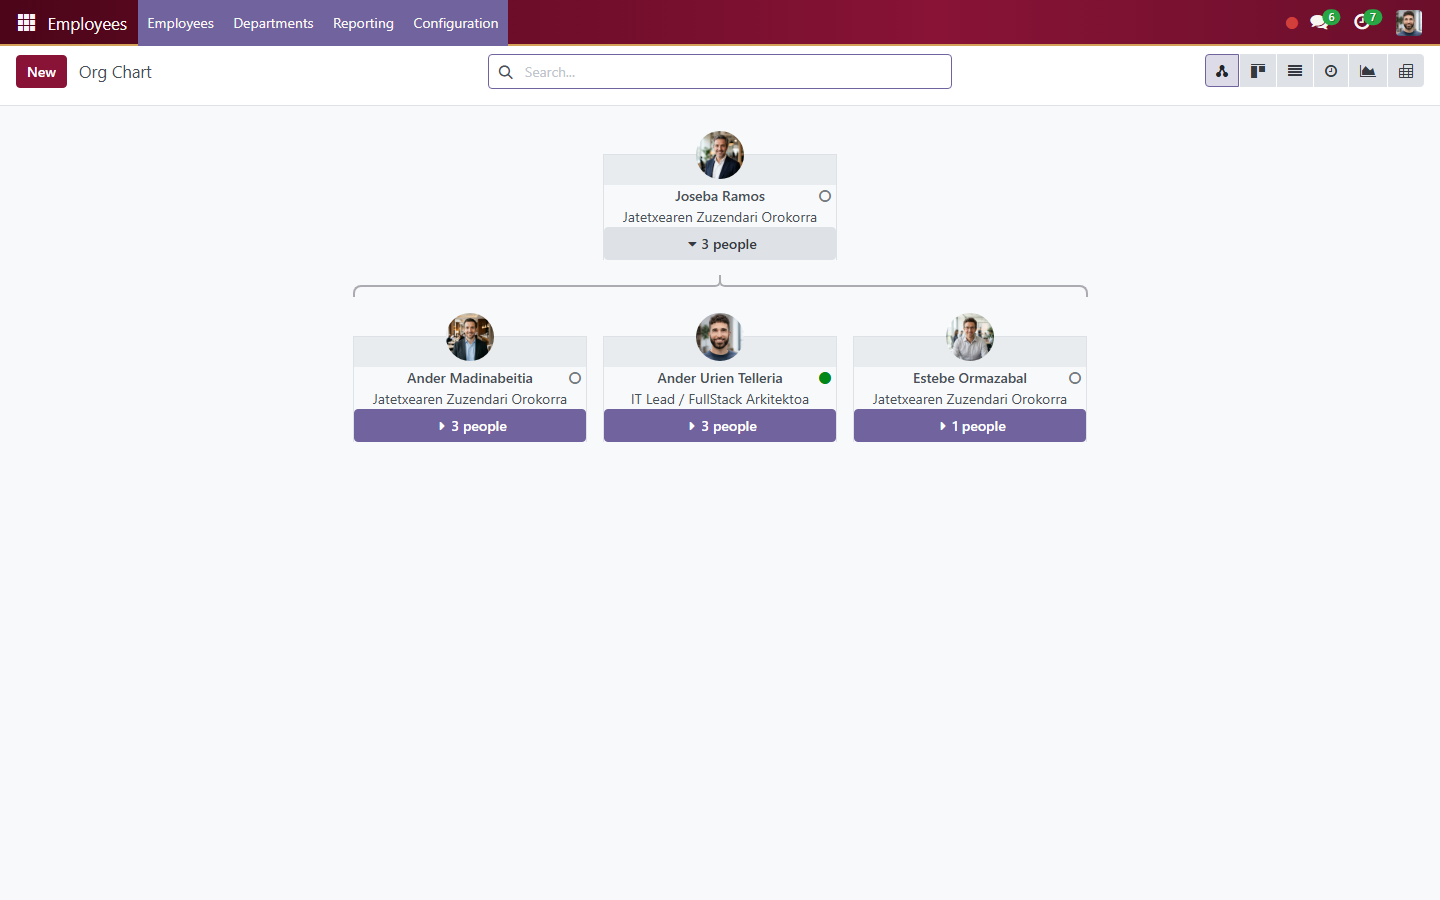 Employees
Employees Departments Reporting Configuration
6
7
New
Org Chart
Search...
Joseba Ramos
Jatetxearen Zuzendari Orokorra
3 people
Ander Madinabeitia
Jatetxearen Zuzendari Orokorra
3 people
Ander Urien Telleria
IT Lead / FullStack Arkitektoa
3 people
Estebe Ormazabal
Jatetxearen Zuzendari Orokorra
1 people